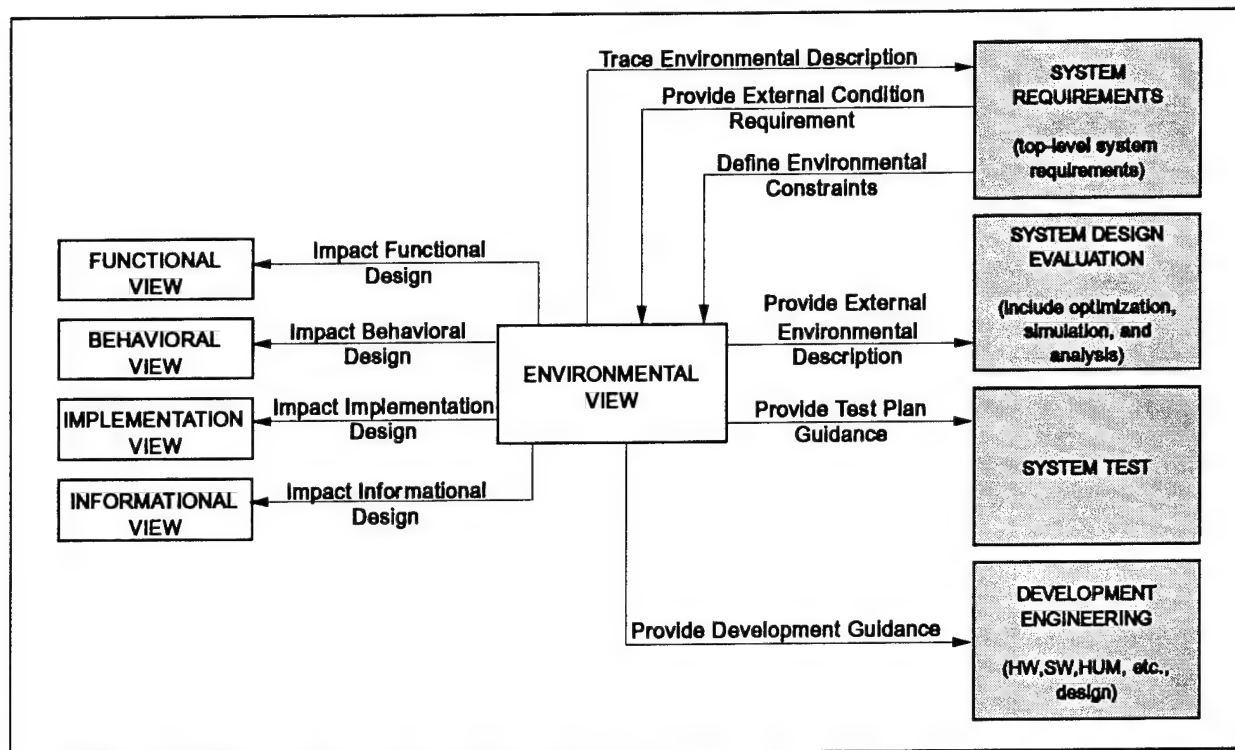 Trace Environmental Description
Provide External Condition
Requirement
Define Environmental
Constraints
SYSTEM
REQUIREMENTS
(top-level system
requirements)
FUNCTIONAL
VIEW
Impact Functional
Design
BEHAVIORAL
VIEW
Impact Behavioral
Design
IMPLEMENTATION
VIEW
Impact Implementation
Design
INFORMATIONAL
VIEW
Impact Informational
Design
ENVIRONMENTAL
VIEW
Provide External
Environmental
Description
SYSTEM DESIGN
EVALUATION
(include optimization,
simulation, and
analysis)
Provide Test Plan
Guidance
SYSTEM TEST
Provide Development Guidance
DEVELOPMENT
ENGINEERING
(HW,SW,HUM, etc.,
design)